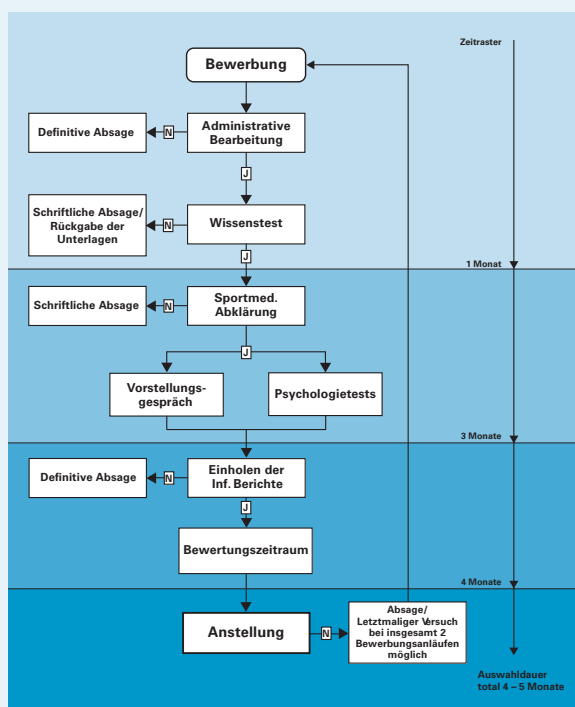 Zeitraster
Bewerbung
Definitive Absage
N
Administrative
Bearbeitung
J
Schriftliche Absage/
Rückgabe der
Unterlagen
N
Wissenstest
J
1 Monat
Schriftliche Absage
N
Sportmed.
Abklärung
J
Vorstellungs-
gespräch
Psychologietests
3 Monate
Definitive Absage
N
Einholen der
Inf. Berichte
J
Bewertungszeitraum
4 Monate
Anstellung
N
Absage/
Letztmaliger Versuch
bei insgesamt 2
Bewerbungsanläufen
möglich
Auswahldauer
total 4 – 5 Monate